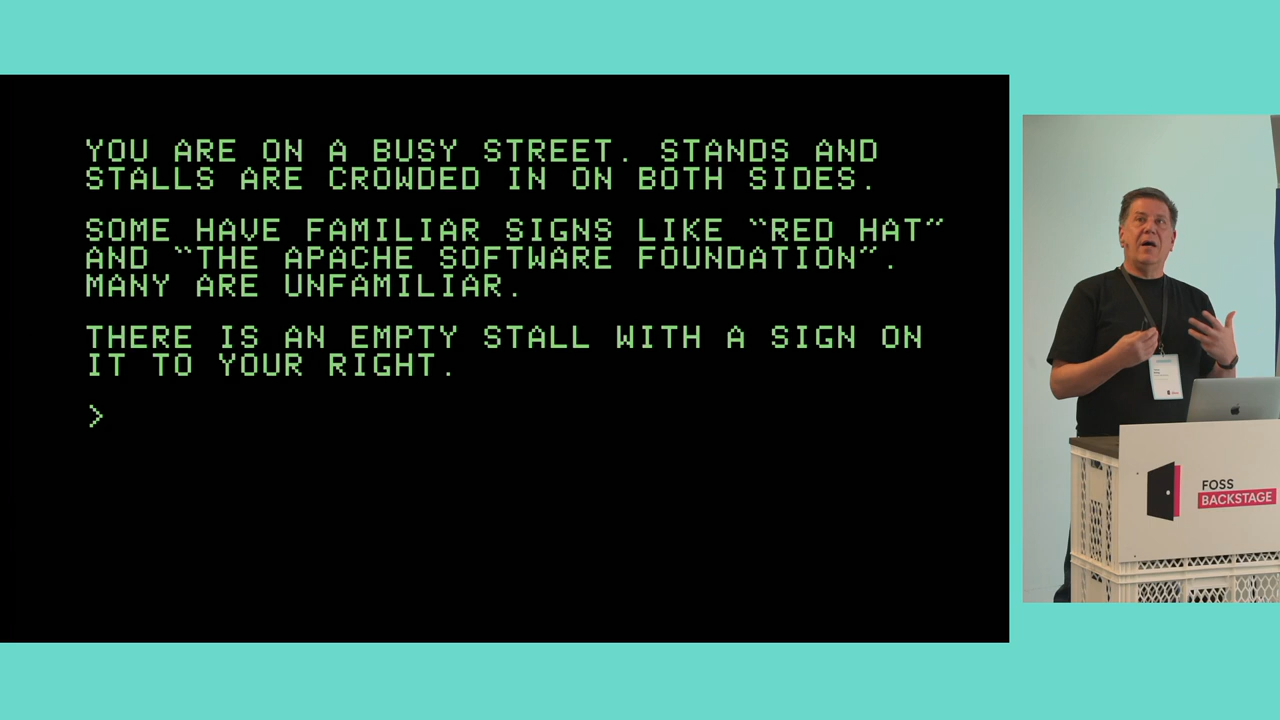 YOU ARE ON A BUSY STREET. STANDS AND
STALLS ARE CROWDED IN ON BOTH SIDES.
SOME HAVE FAMILIAR SIGNS LIKE “RED HAT”
AND “THE APACHE SOFTWARE FOUNDATION”.
MANY ARE UNFAMILIAR.
THERE IS AN EMPTY STALL WITH A SIGN ON
IT TO YOUR RIGHT.
>
FOSS
BACKSTAGE